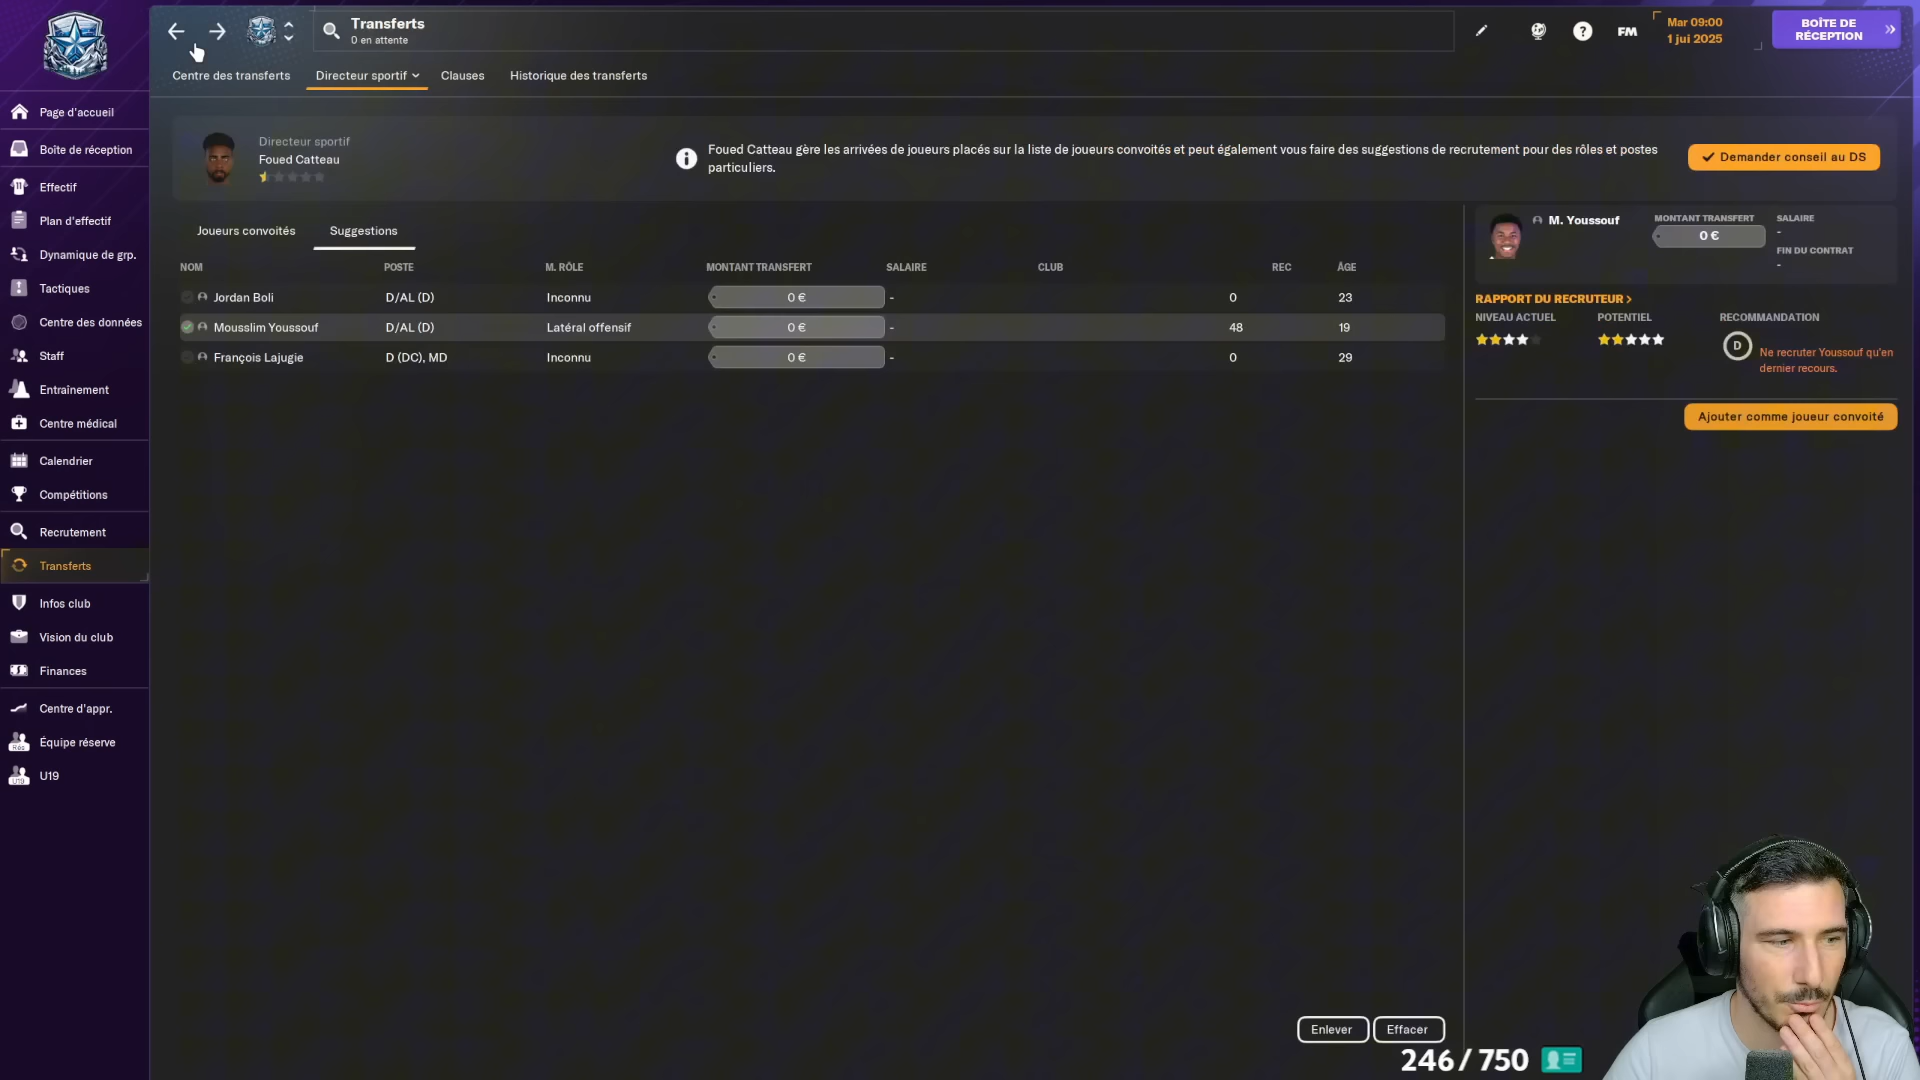 Transferts
0 en attente
FM
Mar 09:00
1 jui 2025
BOÎTE DE
RÉCEPTION
Centre des transferts
Directeur sportif
Clauses
Historique des transferts
Page d'accueil
Boîte de réception
Effectif
Plan d'effectif
Dynamique de grp.
Tactiques
Centre des données
Staff
Entraînement
Centre médical
Calendrier
Compétitions
Recrutement
Transferts
Infos club
Vision du club
Finances
Centre d'appr.
Équipe réserve
U19
Directeur sportif
Foued Catteau
Foued Catteau gère les arrivées de joueurs placés sur la liste de joueurs convoités et peut également vous faire des suggestions de recrutement pour des rôles et postes
particuliers.
Demander conseil au DS
Joueurs convoités
Suggestions
NOM POSTE M. RÔLE MONTANT TRANSFERT SALAIRE CLUB REC ÂGE
Jordan Boli D/AL (D) Inconnu 0 € - 0 23
Mousslim Youssouf D/AL (D) Latéral offensif 0 € - 48 19
François Lajugie D (DC), MD Inconnu 0 € - 0 29
M. Youssouf
MONTANT TRANSFERT
0 €
SALAIRE
-
FIN DU CONTRAT
-
RAPPORT DU RECRUTEUR >
NIVEAU ACTUEL
POTENTIEL
RECOMMANDATION
D
Ne recruter Youssouf qu'en
dernier recours.
Ajouter comme joueur convoité
Enlever
Effacer
246/750